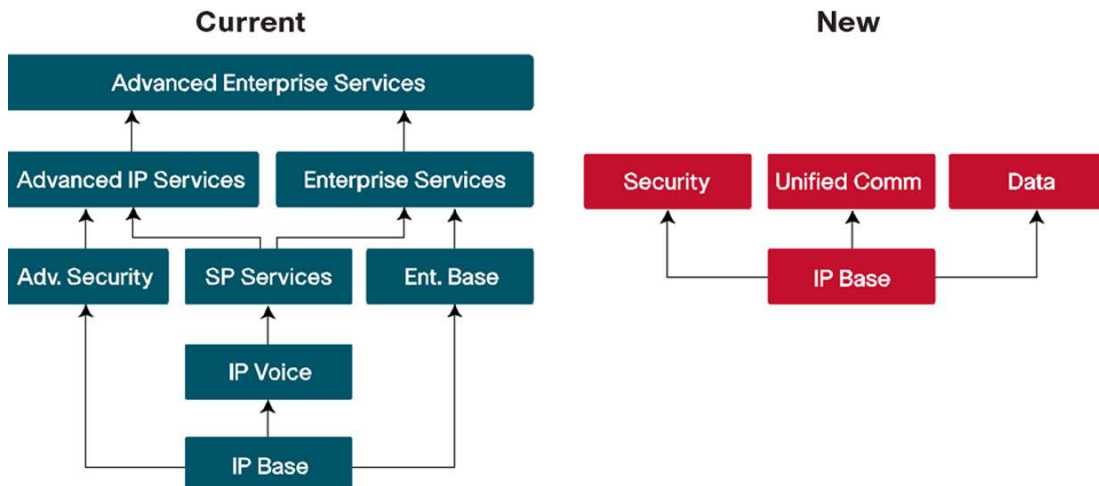 Current
New
Advanced Enterprise Services
Advanced IP Services
Enterprise Services
Security
Unified Comm
Data
Adv. Security
SP Services
Ent. Base
IP Base
IP Voice
IP Base